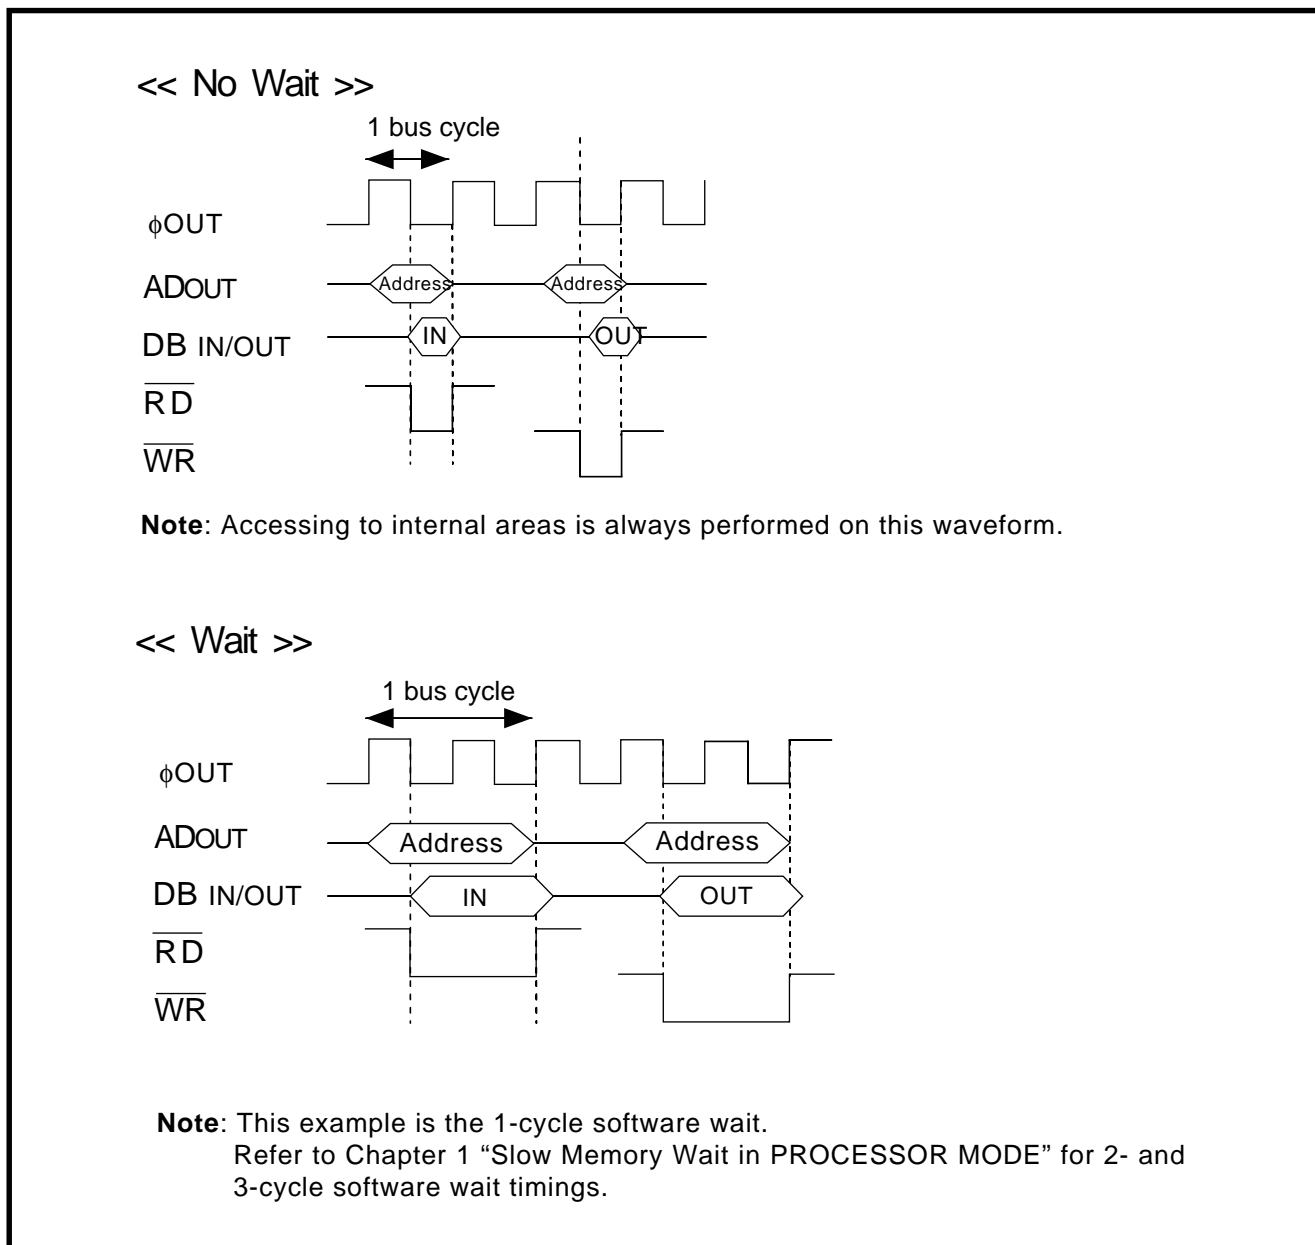 << No Wait >>
1 bus cycle
ϕOUT
ADOUT
Address
Address
DB IN/OUT
IN
OUT
RD
WR
Note: Accessing to internal areas is always performed on this waveform.
<< Wait >>
1 bus cycle
ϕOUT
ADOUT
Address
Address
DB IN/OUT
IN
OUT
RD
WR
Note: This example is the 1-cycle software wait.
Refer to Chapter 1 “Slow Memory Wait in PROCESSOR MODE” for 2- and
3-cycle software wait timings.